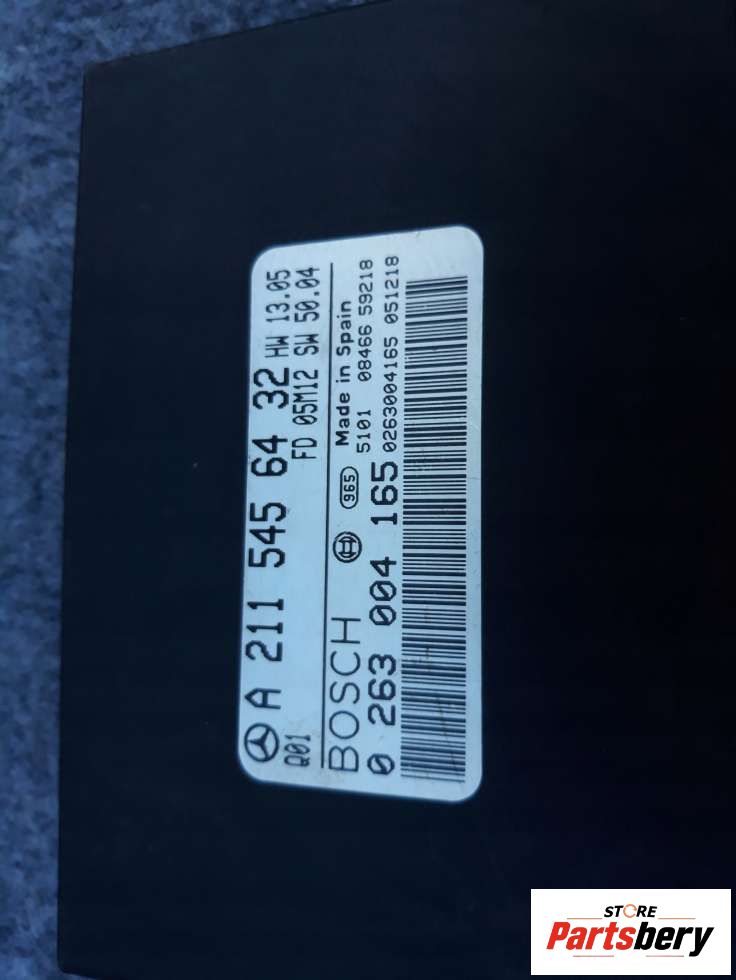 A 211 545 64 32 HW 13.05
Q01 FD 05M12 SW 50.04
BOSCH 965 Made in Spain
5101 08466 59218
0 263 004 165 0263004165 051218
STORE
Partsbery